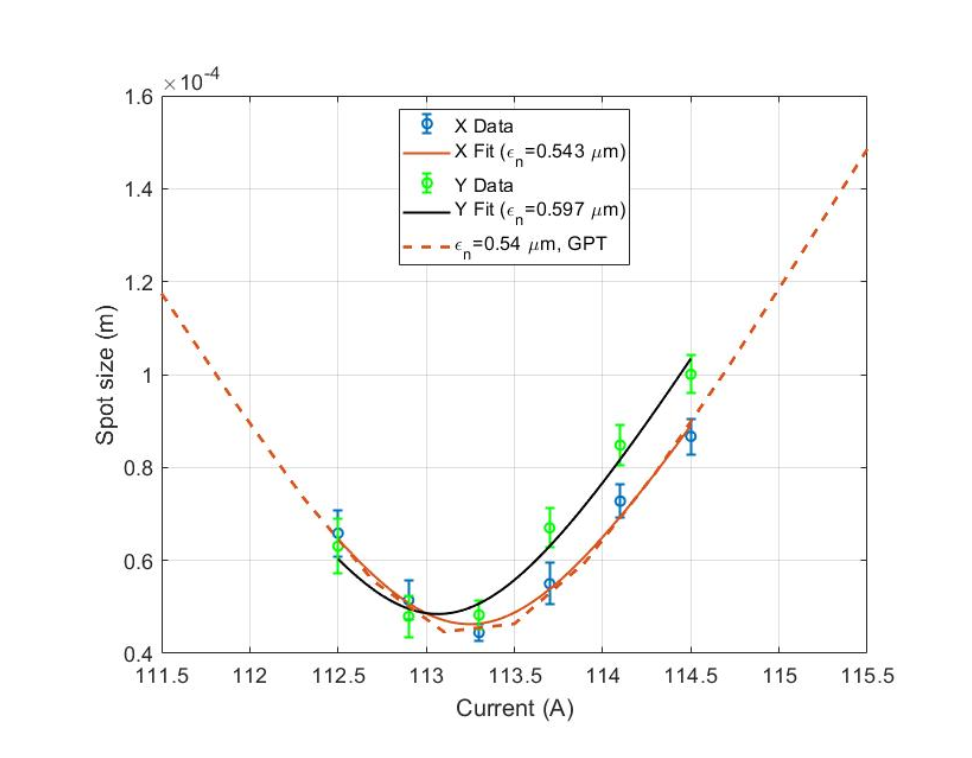 ×10⁻⁴
1.6
1.4
1.2
1
0.8
0.6
0.4
Spot size (m)
X Data
X Fit (ϵₙ=0.543 μm)
Y Data
Y Fit (ϵₙ=0.597 μm)
ϵₙ=0.54 μm, GPT
111.5 112 112.5 113 113.5 114 114.5 115 115.5
Current (A)